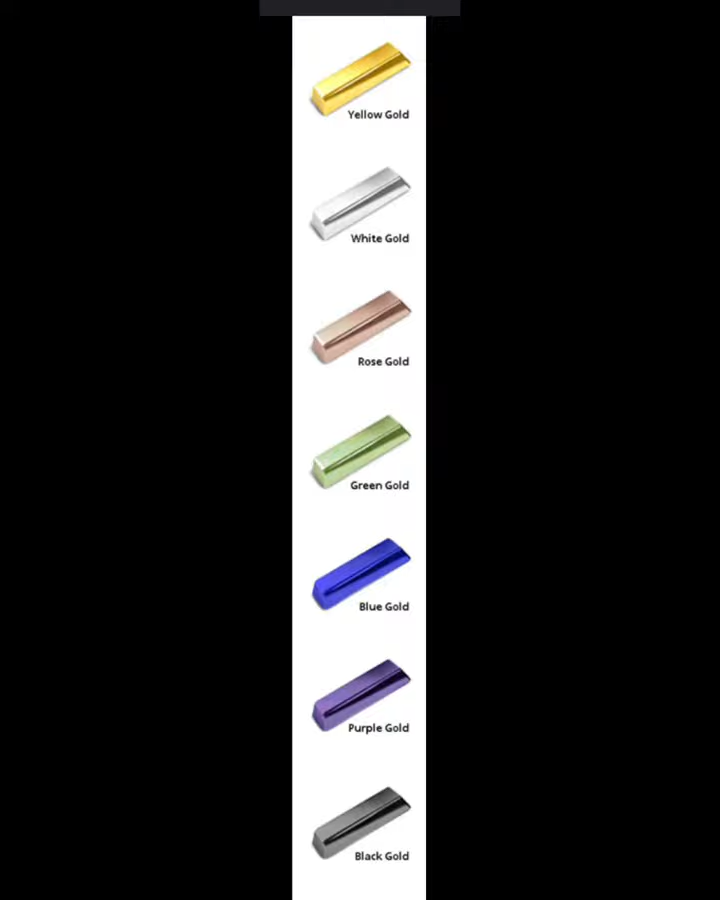 Yellow Gold
White Gold
Rose Gold
Green Gold
Blue Gold
Purple Gold
Black Gold